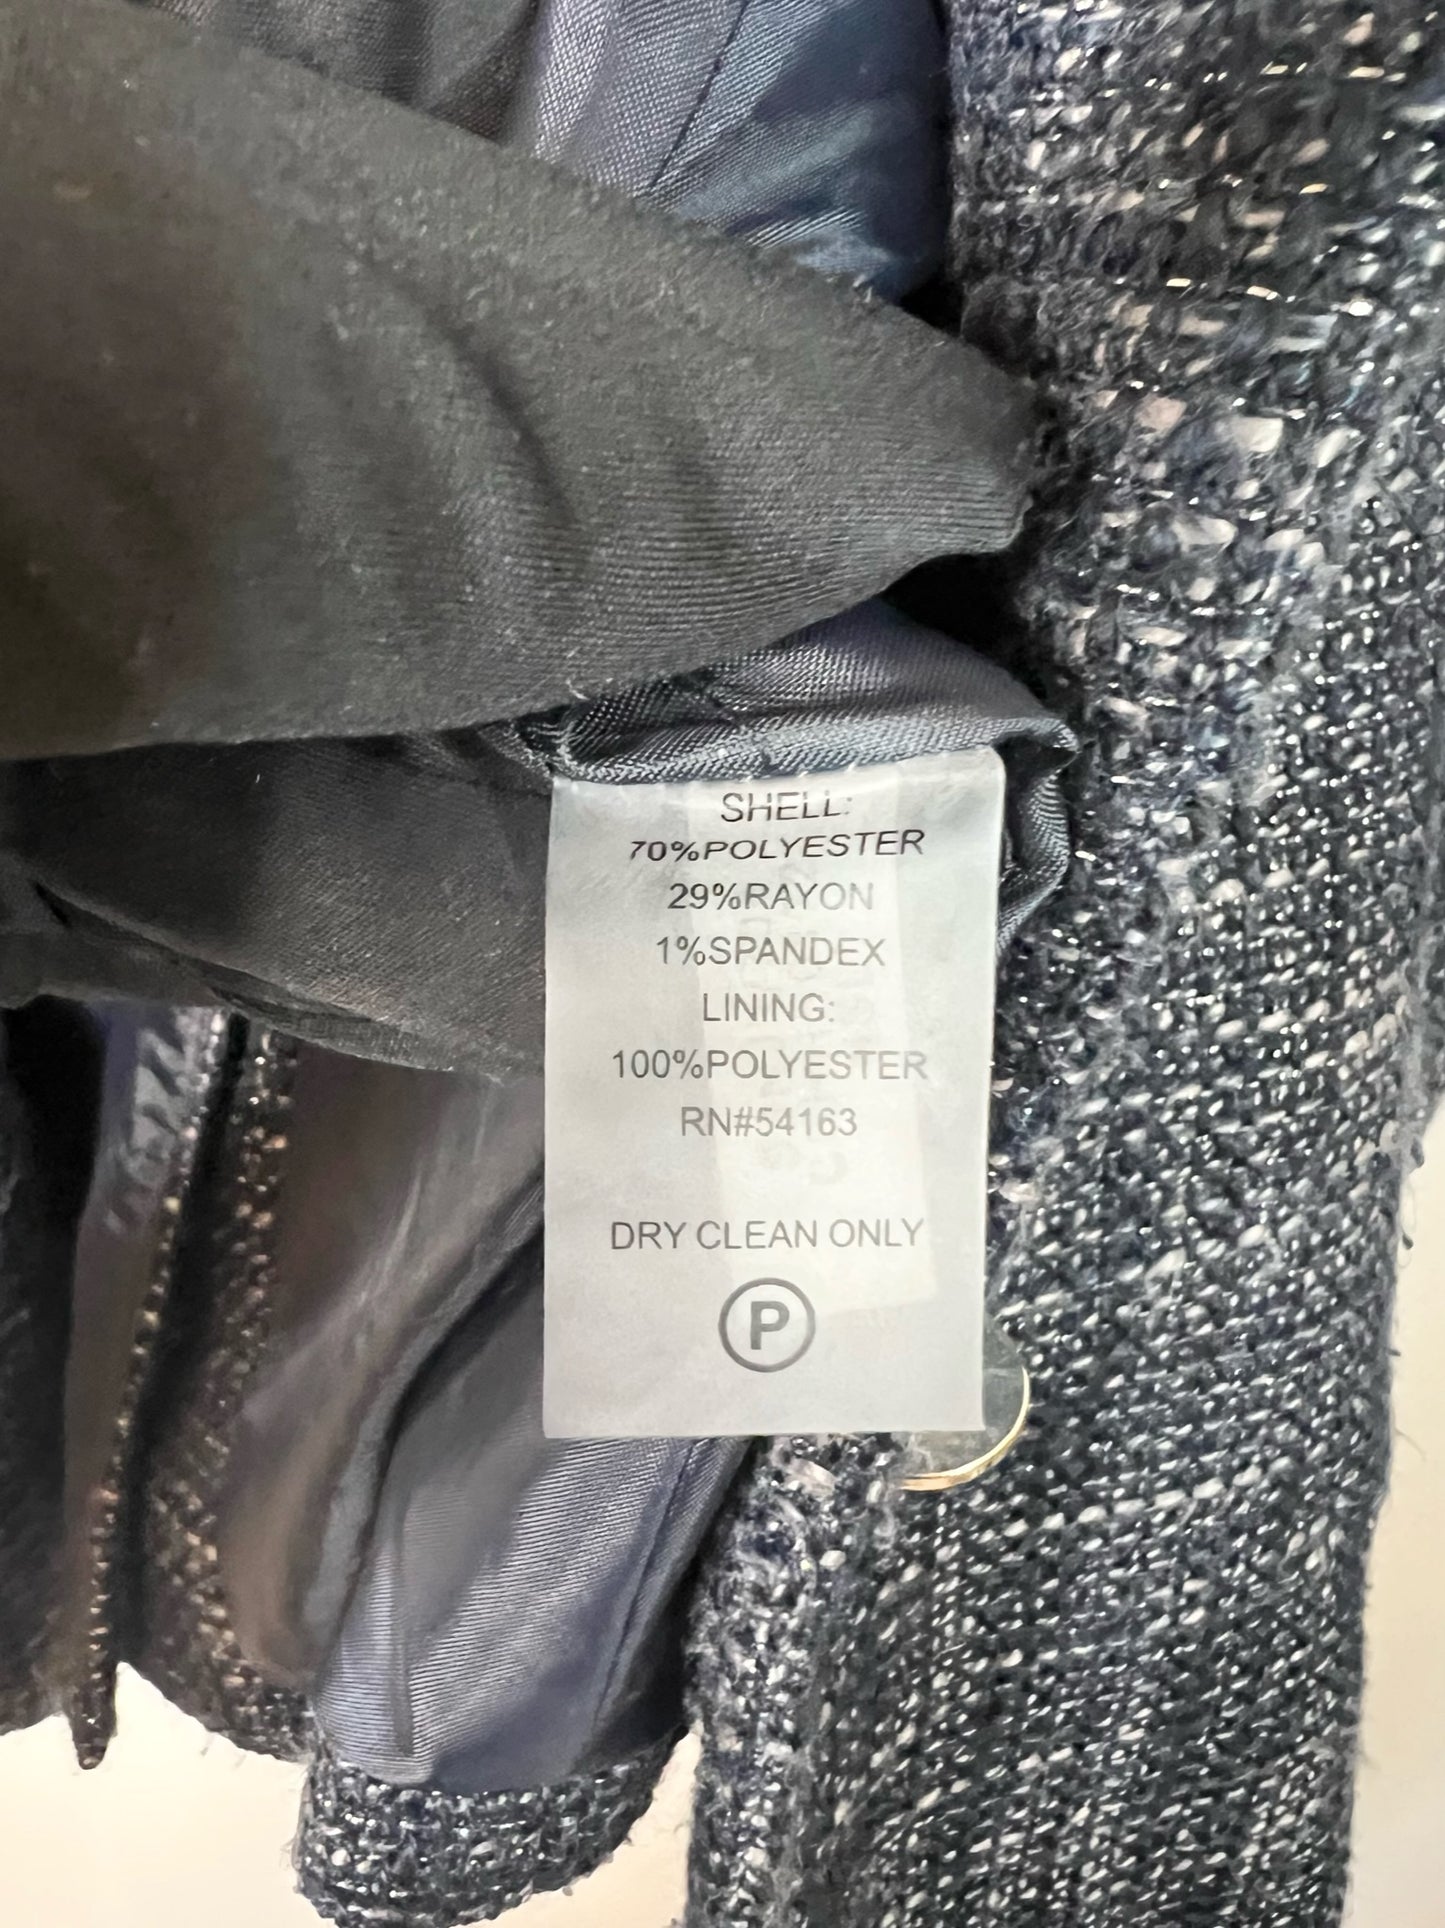 SHELL:
70%POLYESTER
29%RAYON
1%SPANDEX
LINING:
100%POLYESTER
RN#54163
DRY CLEAN ONLY
P